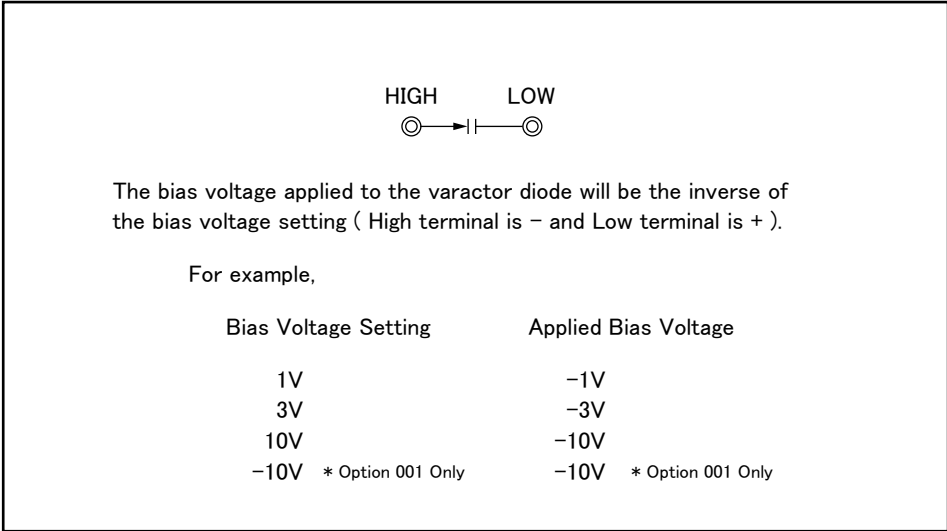 HIGH LOW
The bias voltage applied to the varactor diode will be the inverse of
the bias voltage setting ( High terminal is - and Low terminal is + ).
For example,
Bias Voltage Setting Applied Bias Voltage
1V -1V
3V -3V
10V -10V
-10V * Option 001 Only -10V * Option 001 Only